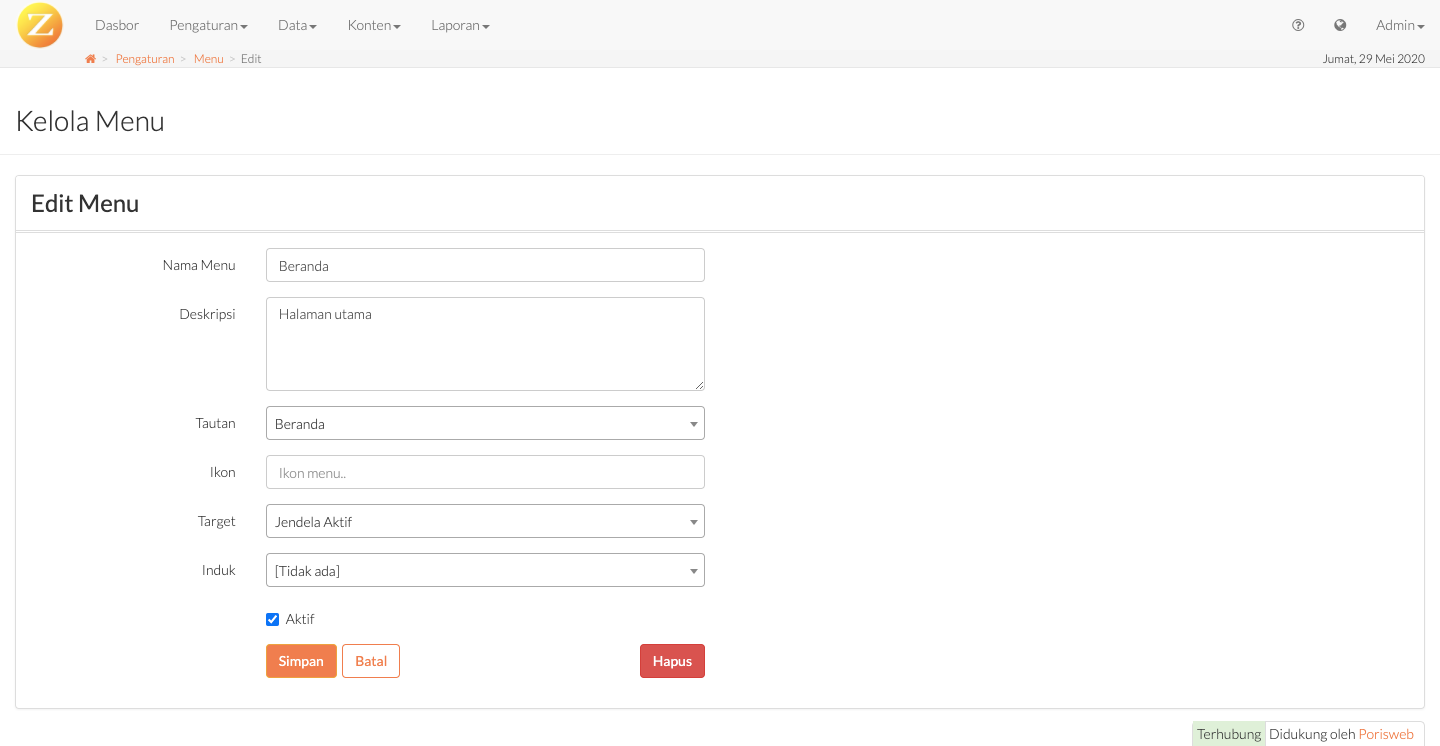 Z Dasbor Pengaturan Data Konten Laporan Admin
> Pengaturan > Menu > Edit Jumat, 29 Mei 2020
Kelola Menu
Edit Menu
Nama Menu Beranda
Deskripsi Halaman utama
Tautan Beranda
Ikon Ikon menu..
Target Jendela Aktif
Induk [Tidak ada]
Aktif
Simpan Batal Hapus
Terhubung Didukung oleh Porisweb